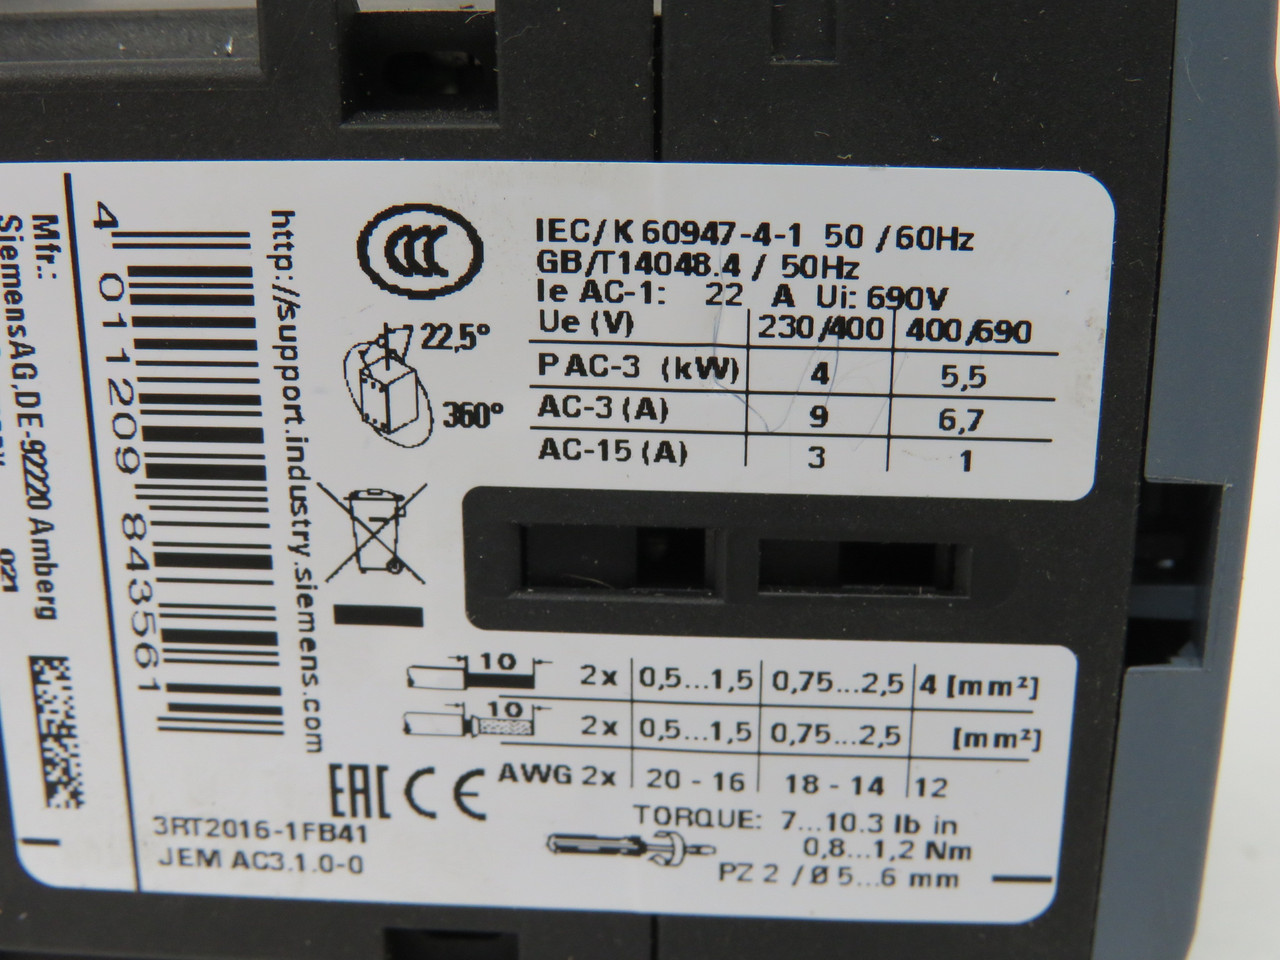 IEC/K 60947-4-1 50 /60Hz
GB/T14048.4 / 50Hz
Ie AC-1: 22 A Ui: 690V
Ue (V) 230/400 400/690
P AC-3 (kW) 4 5,5
AC-3 (A) 9 6,7
AC-15 (A) 3 1
CCC
22,5°
360°
10 2x 0,5...1,5 0,75...2,5 4 [mm²]
10 2x 0,5...1,5 0,75...2,5 [mm²]
AWG 2x 20 - 16 18 - 14 12
TORQUE: 7...10.3 lb in
0,8...1,2 Nm
PZ 2 / Ø 5...6 mm
EAC CE
3RT2016-1FB41
JEM AC3.1.0-0
http://support.industry.siemens.com
4 011209 843561
Mfr.:
SiemensAG,DE-92220 Amberg
021